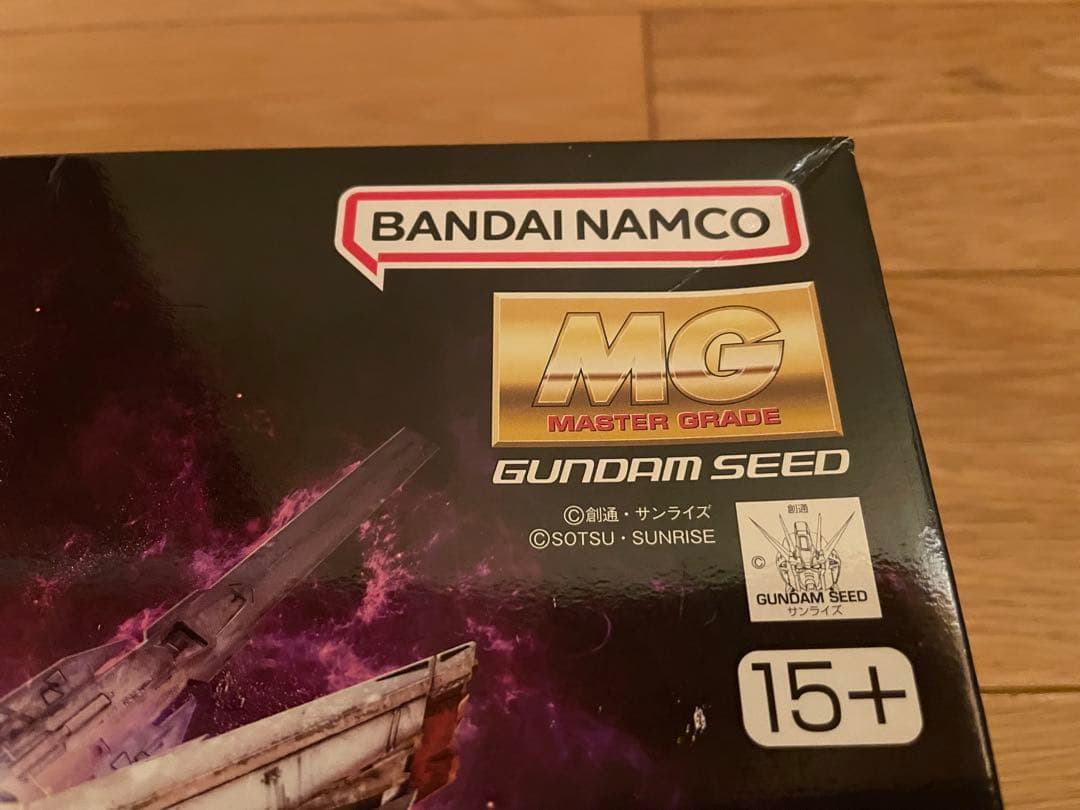 BANDAI NAMCO
MG
MASTER GRADE
GUNDAM SEED
©創通・サンライズ
©SOTSU・SUNRISE
創通
©
GUNDAM SEED
サンライズ
15+